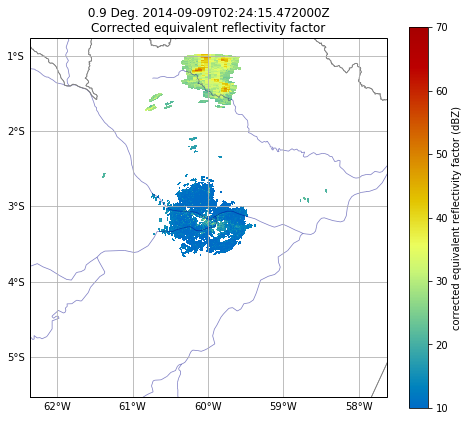 0.9 Deg. 2014-09-09T02:24:15.472000Z
Corrected equivalent reflectivity factor
1°S
2°S
3°S
4°S
5°S
62°W 61°W 60°W 59°W 58°W
70
60
50
40
30
20
10
corrected equivalent reflectivity factor (dBZ)